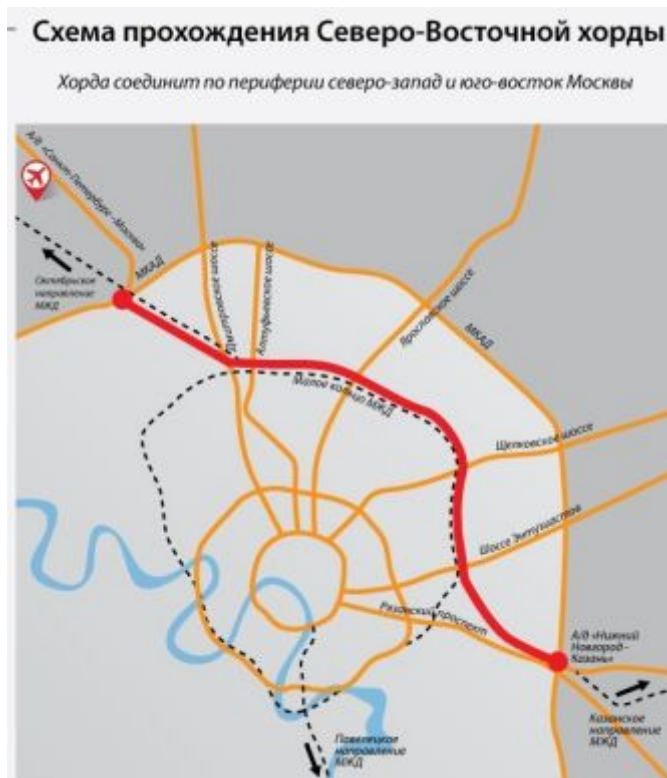 Схема прохождения Северо-Восточной хорды
Хорда соединит по периферии северо-запад и юго-восток Москвы
А/д «Санкт-Петербург–Москва»
Октябрьское
направление
МЖД
МКАД
Дмитровское шоссе
Алтуфьевское шоссе
Ярославское шоссе
МКАД
Малое кольцо МЖД
Щелковское шоссе
Шоссе Энтузиастов
Рязанский проспект
А/д «Нижний
Новгород–
Казань»
Казанское
направление
МЖД
Павелецкое
направление
МЖД